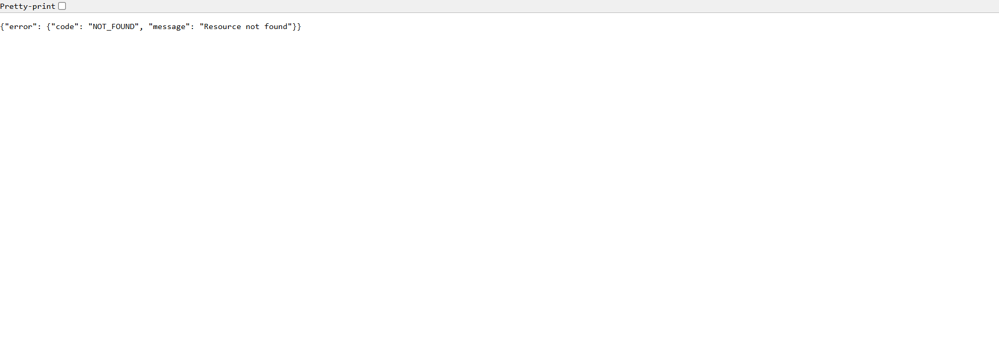 Pretty-print
{"error": {"code": "NOT_FOUND", "message": "Resource not found"}}